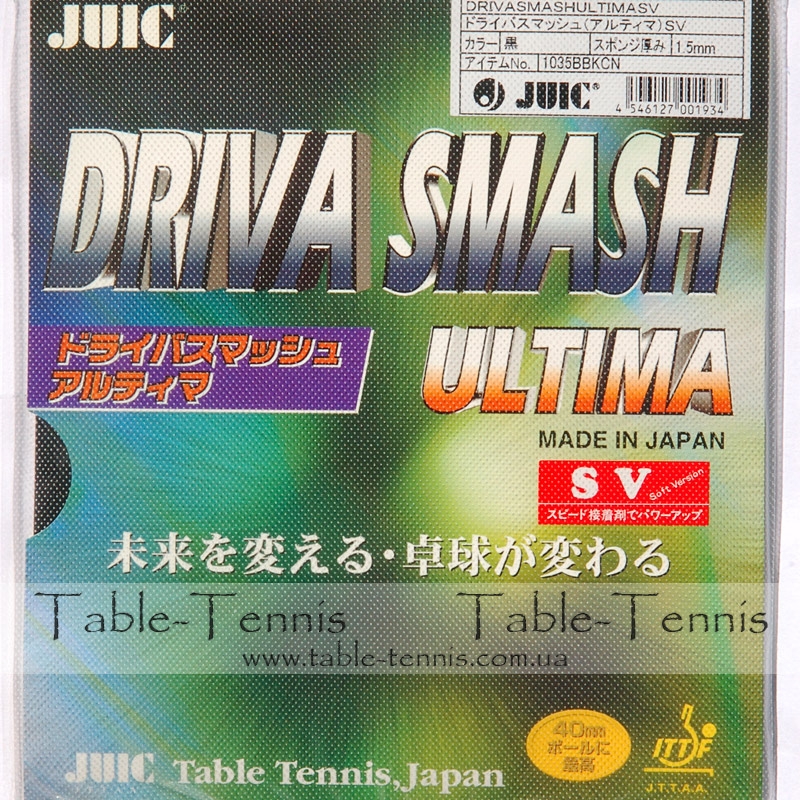 JUIC
DRIVASMASHULTIMASV
ドライバスマッシュ(アルティマ)SV
カラー 黒 スポンジ厚み 1.5mm
アイテムNo. 1035BBKCN
JUIC®
4 546127 001934
DRIVA SMASH
ドライバスマッシュ
アルティマ
ULTIMA
MADE IN JAPAN
SV Soft Version
スピード接着剤でパワーアップ
未来を変える・卓球が変わる
Table-Tennis Table-Tennis
www.table-tennis.com.ua
40mm
ボールに
最高
ITTF
J.T.T.A.A.
JUIC Table Tennis,Japan